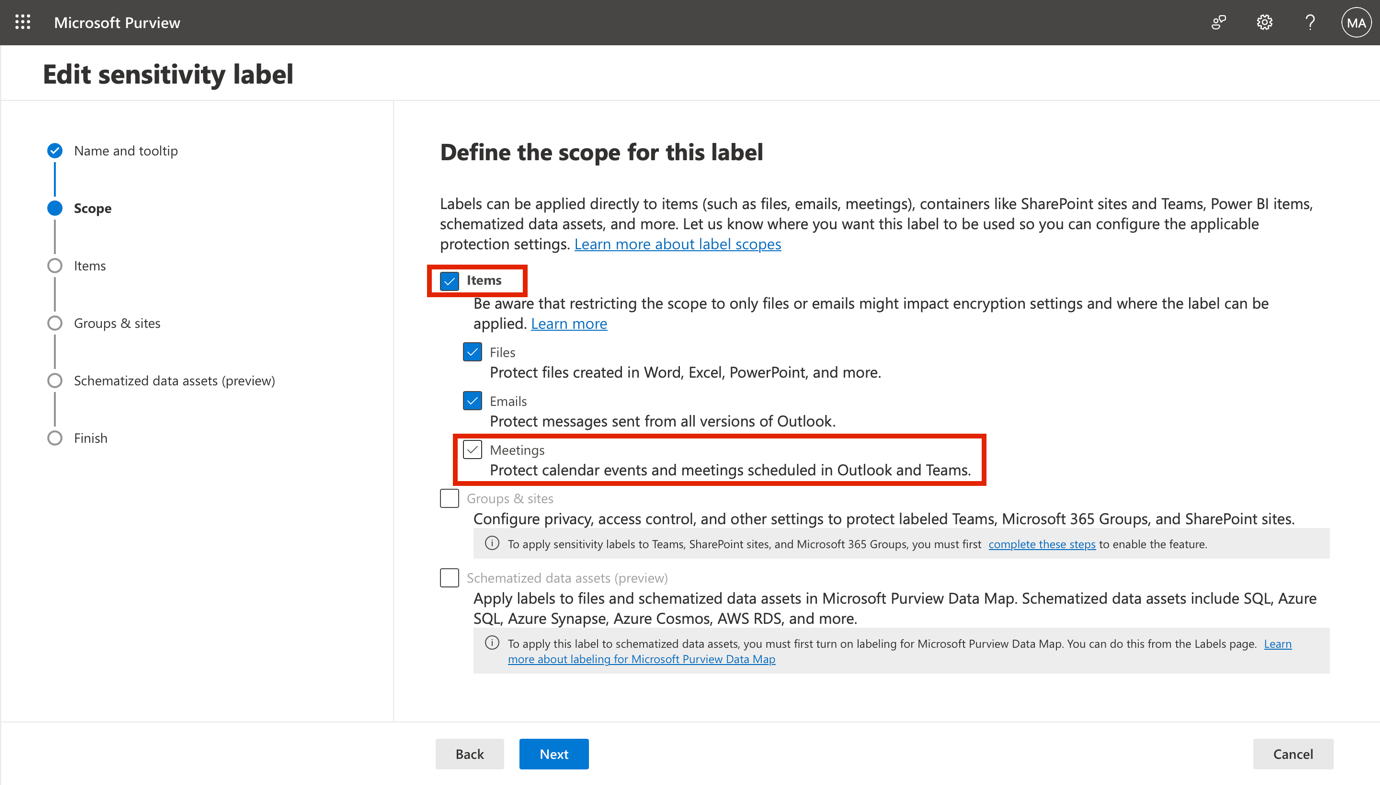 Microsoft Purview
MA
Edit sensitivity label
Name and tooltip
Scope
Items
Groups & sites
Schematized data assets (preview)
Finish
Define the scope for this label
Labels can be applied directly to items (such as files, emails, meetings), containers like SharePoint sites and Teams, Power BI items,
schematized data assets, and more. Let us know where you want this label to be used so you can configure the applicable
protection settings. Learn more about label scopes
Items
Be aware that restricting the scope to only files or emails might impact encryption settings and where the label can be
applied. Learn more
Files
Protect files created in Word, Excel, PowerPoint, and more.
Emails
Protect messages sent from all versions of Outlook.
Meetings
Protect calendar events and meetings scheduled in Outlook and Teams.
Groups & sites
Configure privacy, access control, and other settings to protect labeled Teams, Microsoft 365 Groups, and SharePoint sites.
To apply sensitivity labels to Teams, SharePoint sites, and Microsoft 365 Groups, you must first complete these steps to enable the feature.
Schematized data assets (preview)
Apply labels to files and schematized data assets in Microsoft Purview Data Map. Schematized data assets include SQL, Azure
SQL, Azure Synapse, Azure Cosmos, AWS RDS, and more.
To apply this label to schematized data assets, you must first turn on labeling for Microsoft Purview Data Map. You can do this from the Labels page. Learn
more about labeling for Microsoft Purview Data Map
Back
Next
Cancel